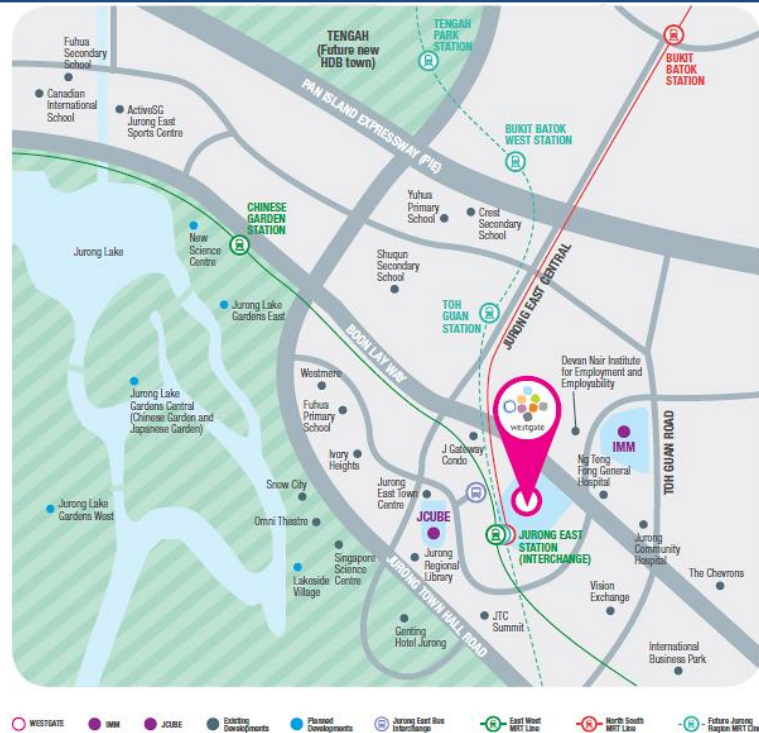 TENGAH
(Future new
HDB town)
TENGAH
PARK
STATION
BUKIT
BATOK
STATION
Fuhua
Secondary
School
Canadian
International
School
ActiveSG
Jurong East
Sports Centre
PAN ISLAND EXPRESSWAY (PIE)
BUKIT BATOK
WEST STATION
CHINESE
GARDEN
STATION
Yuhua
Primary
School
Crest
Secondary
School
New
Science
Centre
Jurong Lake
Shuqun
Secondary
School
JURONG EAST CENTRAL
Jurong Lake
Gardens East
TOH
GUAN
STATION
BOON LAY WAY
Devan Nair Institute
for Employment and
Employability
Westmere
Jurong Lake
Gardens Central
(Chinese Garden and
Japanese Garden)
Fuhua
Primary
School
westgate
IMM
TOH GUAN ROAD
J Gateway
Condo
Ng Teng
Fong General
Hospital
Ivory
Heights
Snow City
Jurong
East Town
Centre
Jurong Lake
Gardens West
Omni Theatre
JCUBE
JURONG EAST
STATION
(INTERCHANGE)
Jurong
Community
Hospital
Singapore
Science
Centre
Jurong
Regional
Library
Lakeside
Village
JURONG TOWN HALL ROAD
The Chevrons
Vision
Exchange
Genting
Hotel Jurong
JTC
Summit
International
Business Park
WESTGATE
IMM
JCUBE
Existing
Developments
Planned
Developments
Jurong East Bus
Interchange
East West
MRT Line
North South
MRT Line
Future Jurong
Region MRT Line